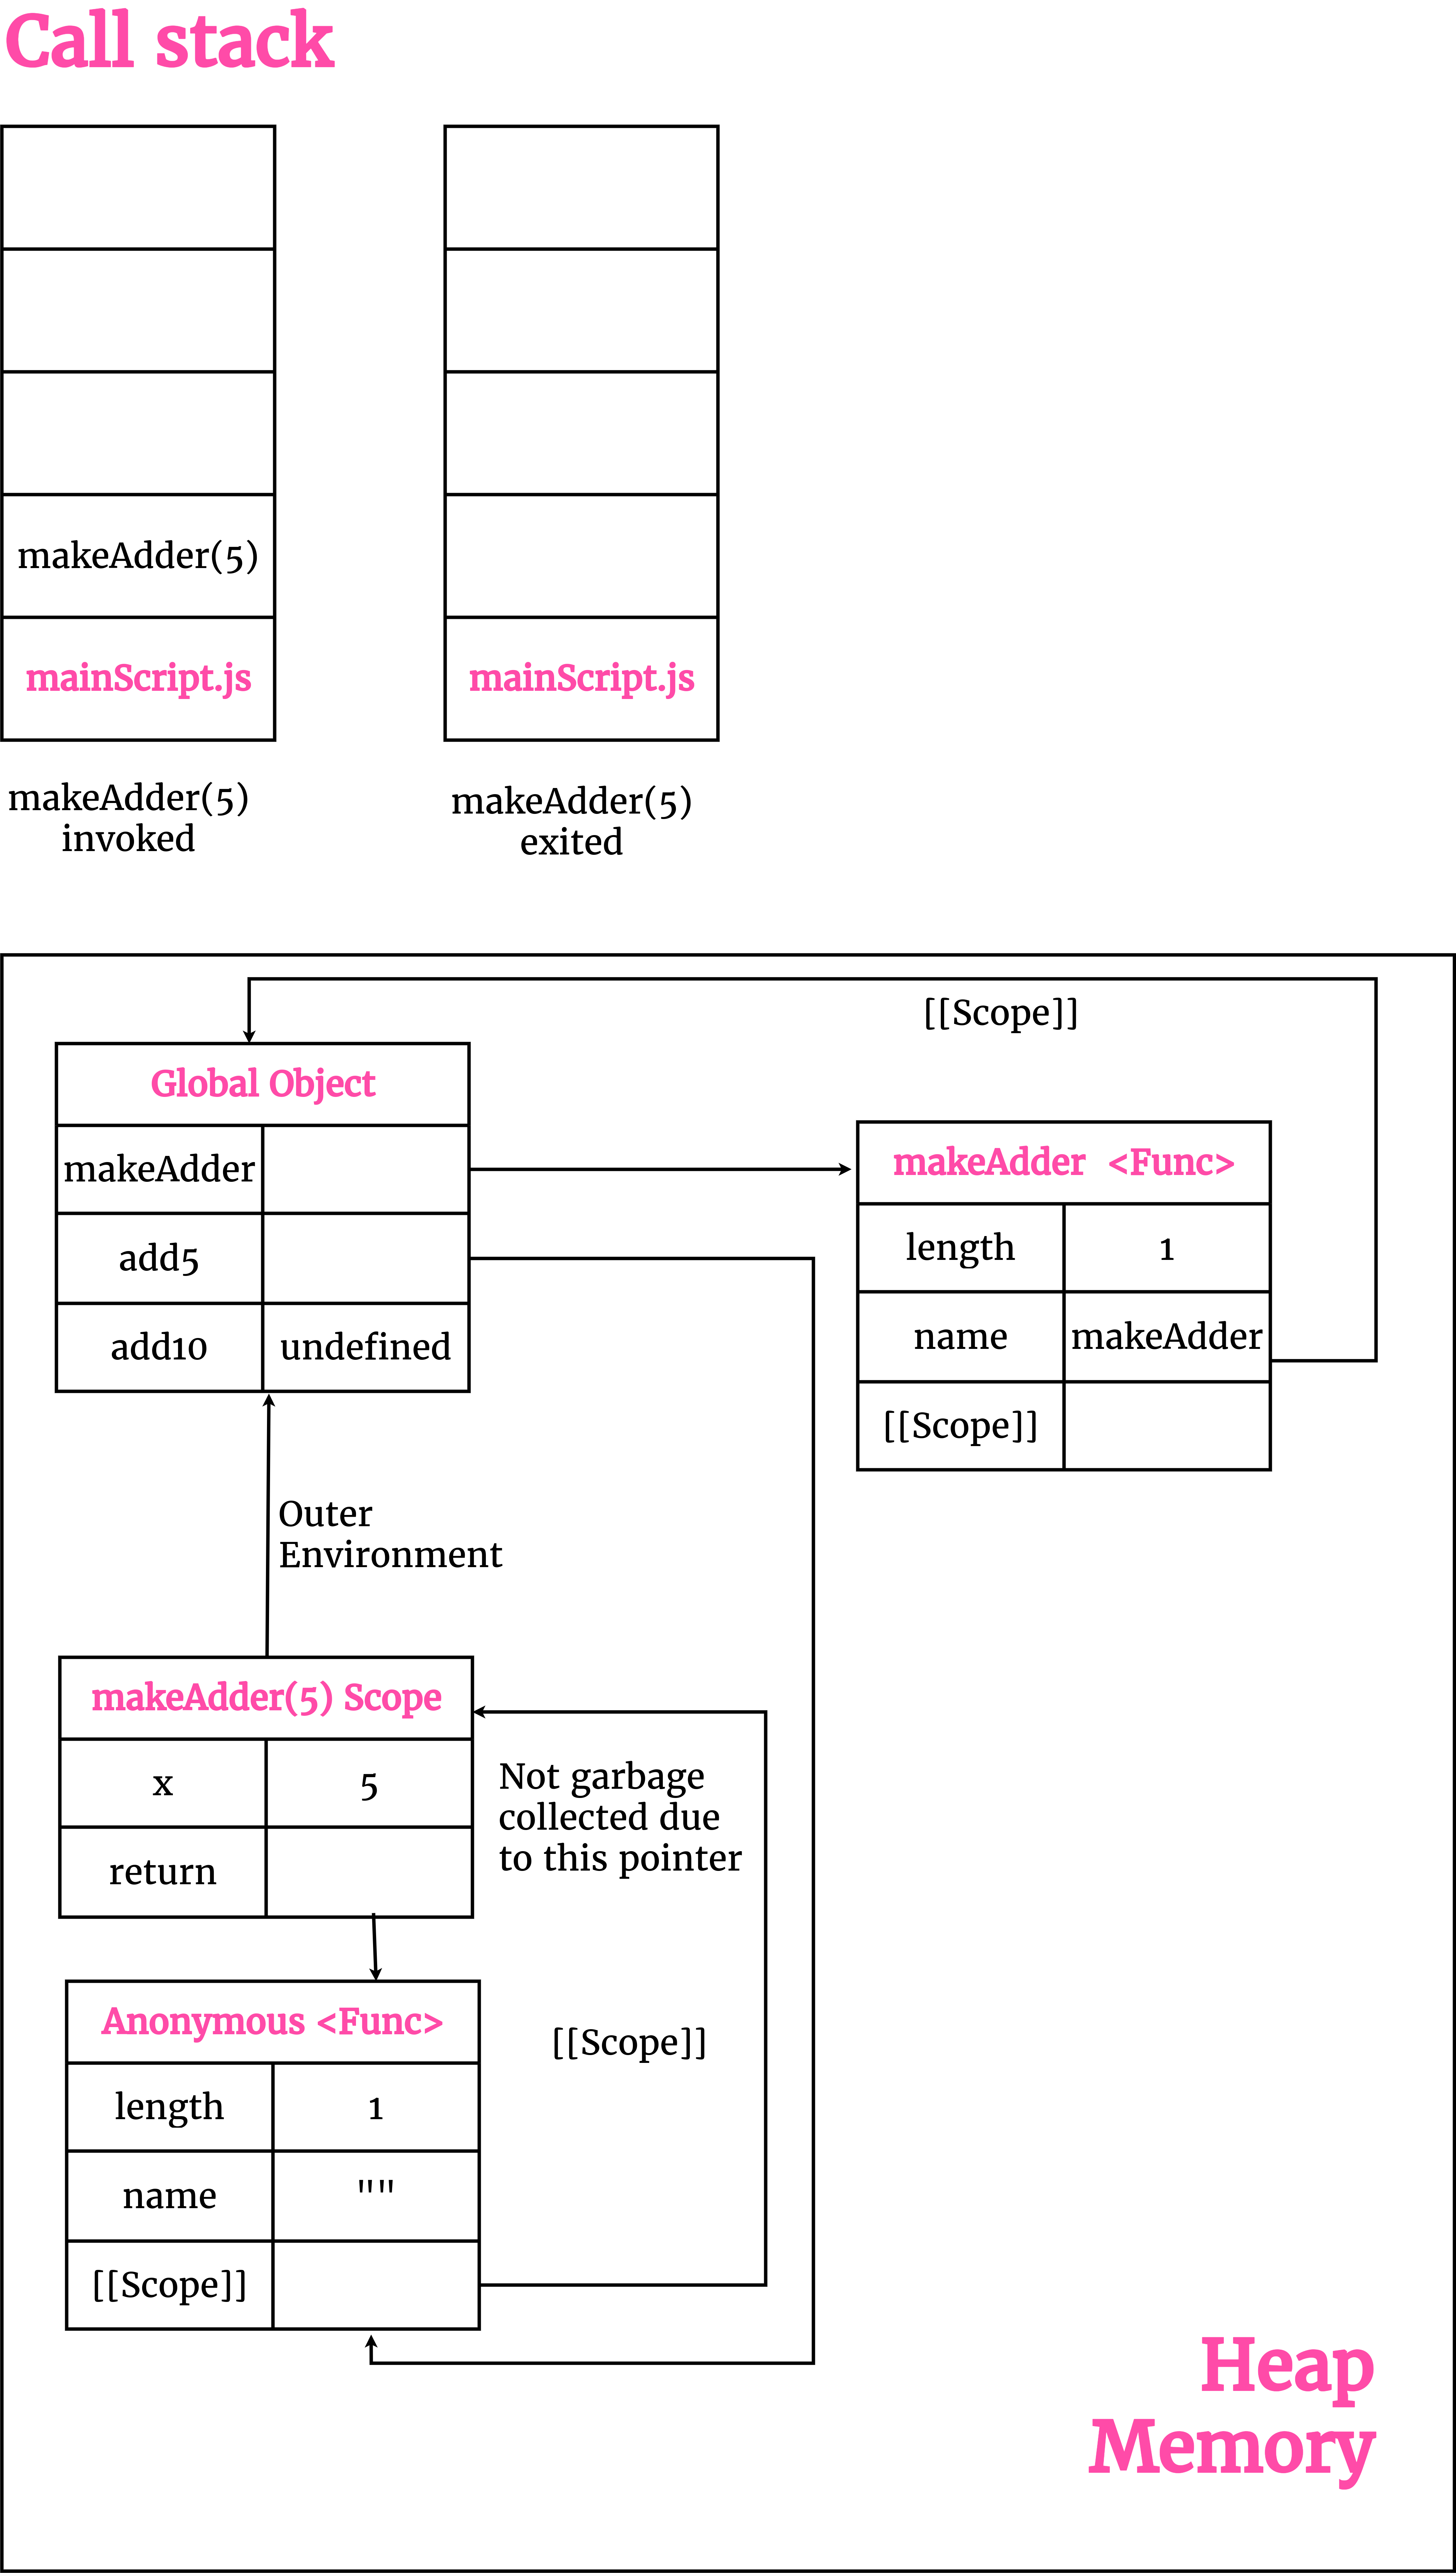 Call stack
makeAdder(5)
mainScript.js
mainScript.js
makeAdder(5)
invoked
makeAdder(5)
exited
[[Scope]]
Global Object
makeAdder
add5
add10 undefined
makeAdder <Func>
length 1
name makeAdder
[[Scope]]
Outer
Environment
makeAdder(5) Scope
x 5
return
Not garbage
collected due
to this pointer
Anonymous <Func>
length 1
name ""
[[Scope]]
[[Scope]]
Heap
Memory